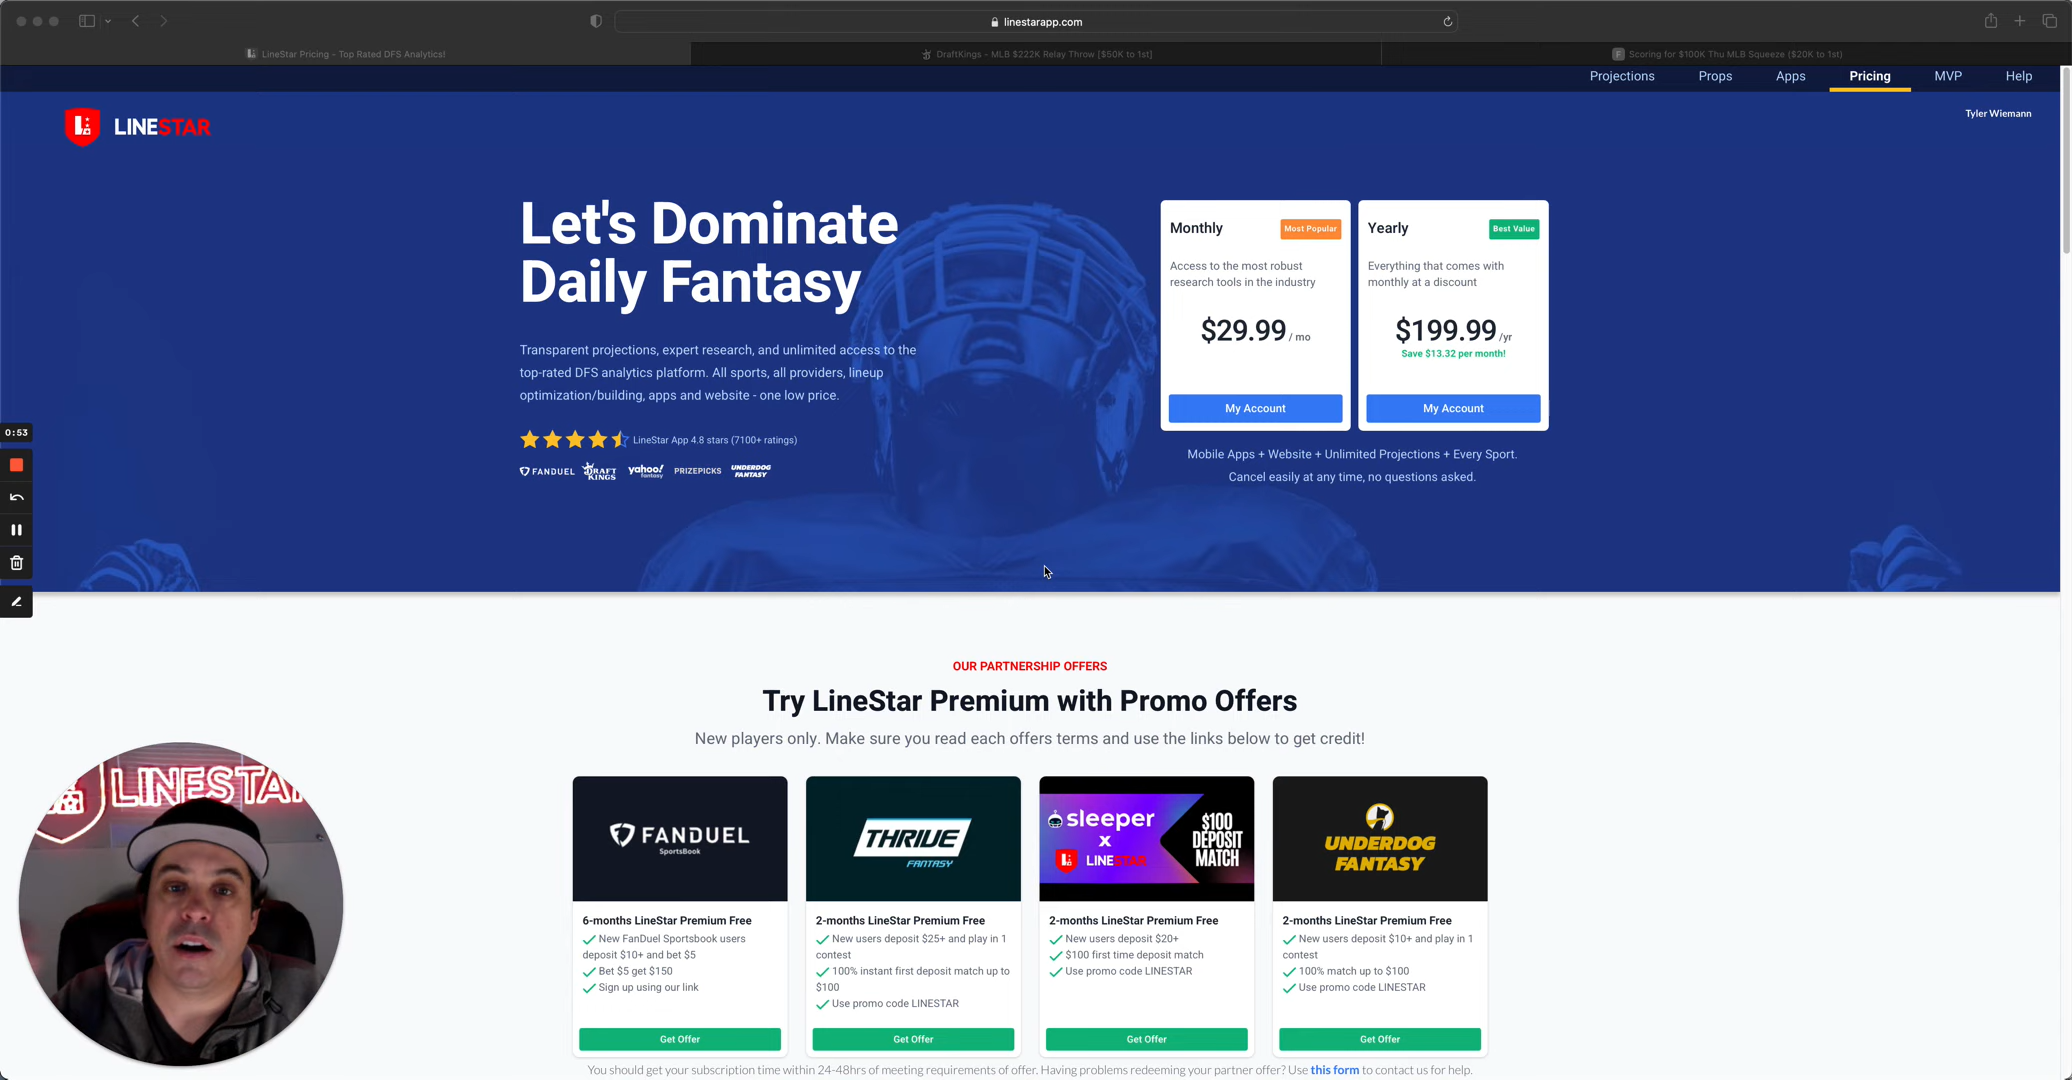 linestarapp.com
LineStar Pricing - Top Rated DFS Analytics!
DraftKings - MLB $222K Relay Throw [$50K to 1st]
F
Scoring for $100K Thu MLB Squeeze ($20K to 1st)
Projections
Props
Apps
Pricing
MVP
Help
LINESTAR
Tyler Wiemann
Let's Dominate
Daily Fantasy
Transparent projections, expert research, and unlimited access to the
top-rated DFS analytics platform. All sports, all providers, lineup
optimization/building, apps and website - one low price.
LineStar App 4.8 stars (7100+ ratings)
FANDUEL
DRAFT KINGS
yahoo! fantasy
PRIZEPICKS
UNDERDOG FANTASY
Monthly
Most Popular
Access to the most robust
research tools in the industry
$29.99 / mo
My Account
Yearly
Best Value
Everything that comes with
monthly at a discount
$199.99 /yr
Save $13.32 per month!
My Account
Mobile Apps + Website + Unlimited Projections + Every Sport.
Cancel easily at any time, no questions asked.
0:53
OUR PARTNERSHIP OFFERS
Try LineStar Premium with Promo Offers
New players only. Make sure you read each offers terms and use the links below to get credit!
FANDUEL
SportsBook
6-months LineStar Premium Free
New FanDuel Sportsbook users
deposit $10+ and bet $5
Bet $5 get $150
Sign up using our link
Get Offer
THRIVE
FANTASY
2-months LineStar Premium Free
New users deposit $25+ and play in 1
contest
100% instant first deposit match up to
$100
Use promo code LINESTAR
Get Offer
sleeper
X
LINESTAR
$100
DEPOSIT
MATCH
2-months LineStar Premium Free
New users deposit $20+
$100 first time deposit match
Use promo code LINESTAR
Get Offer
UNDERDOG
FANTASY
2-months LineStar Premium Free
New users deposit $10+ and play in 1
contest
100% match up to $100
Use promo code LINESTAR
Get Offer
LINESTAR
You should get your subscription time within 24-48hrs of meeting requirements of offer. Having problems redeeming your partner offer? Use this form to contact us for help.